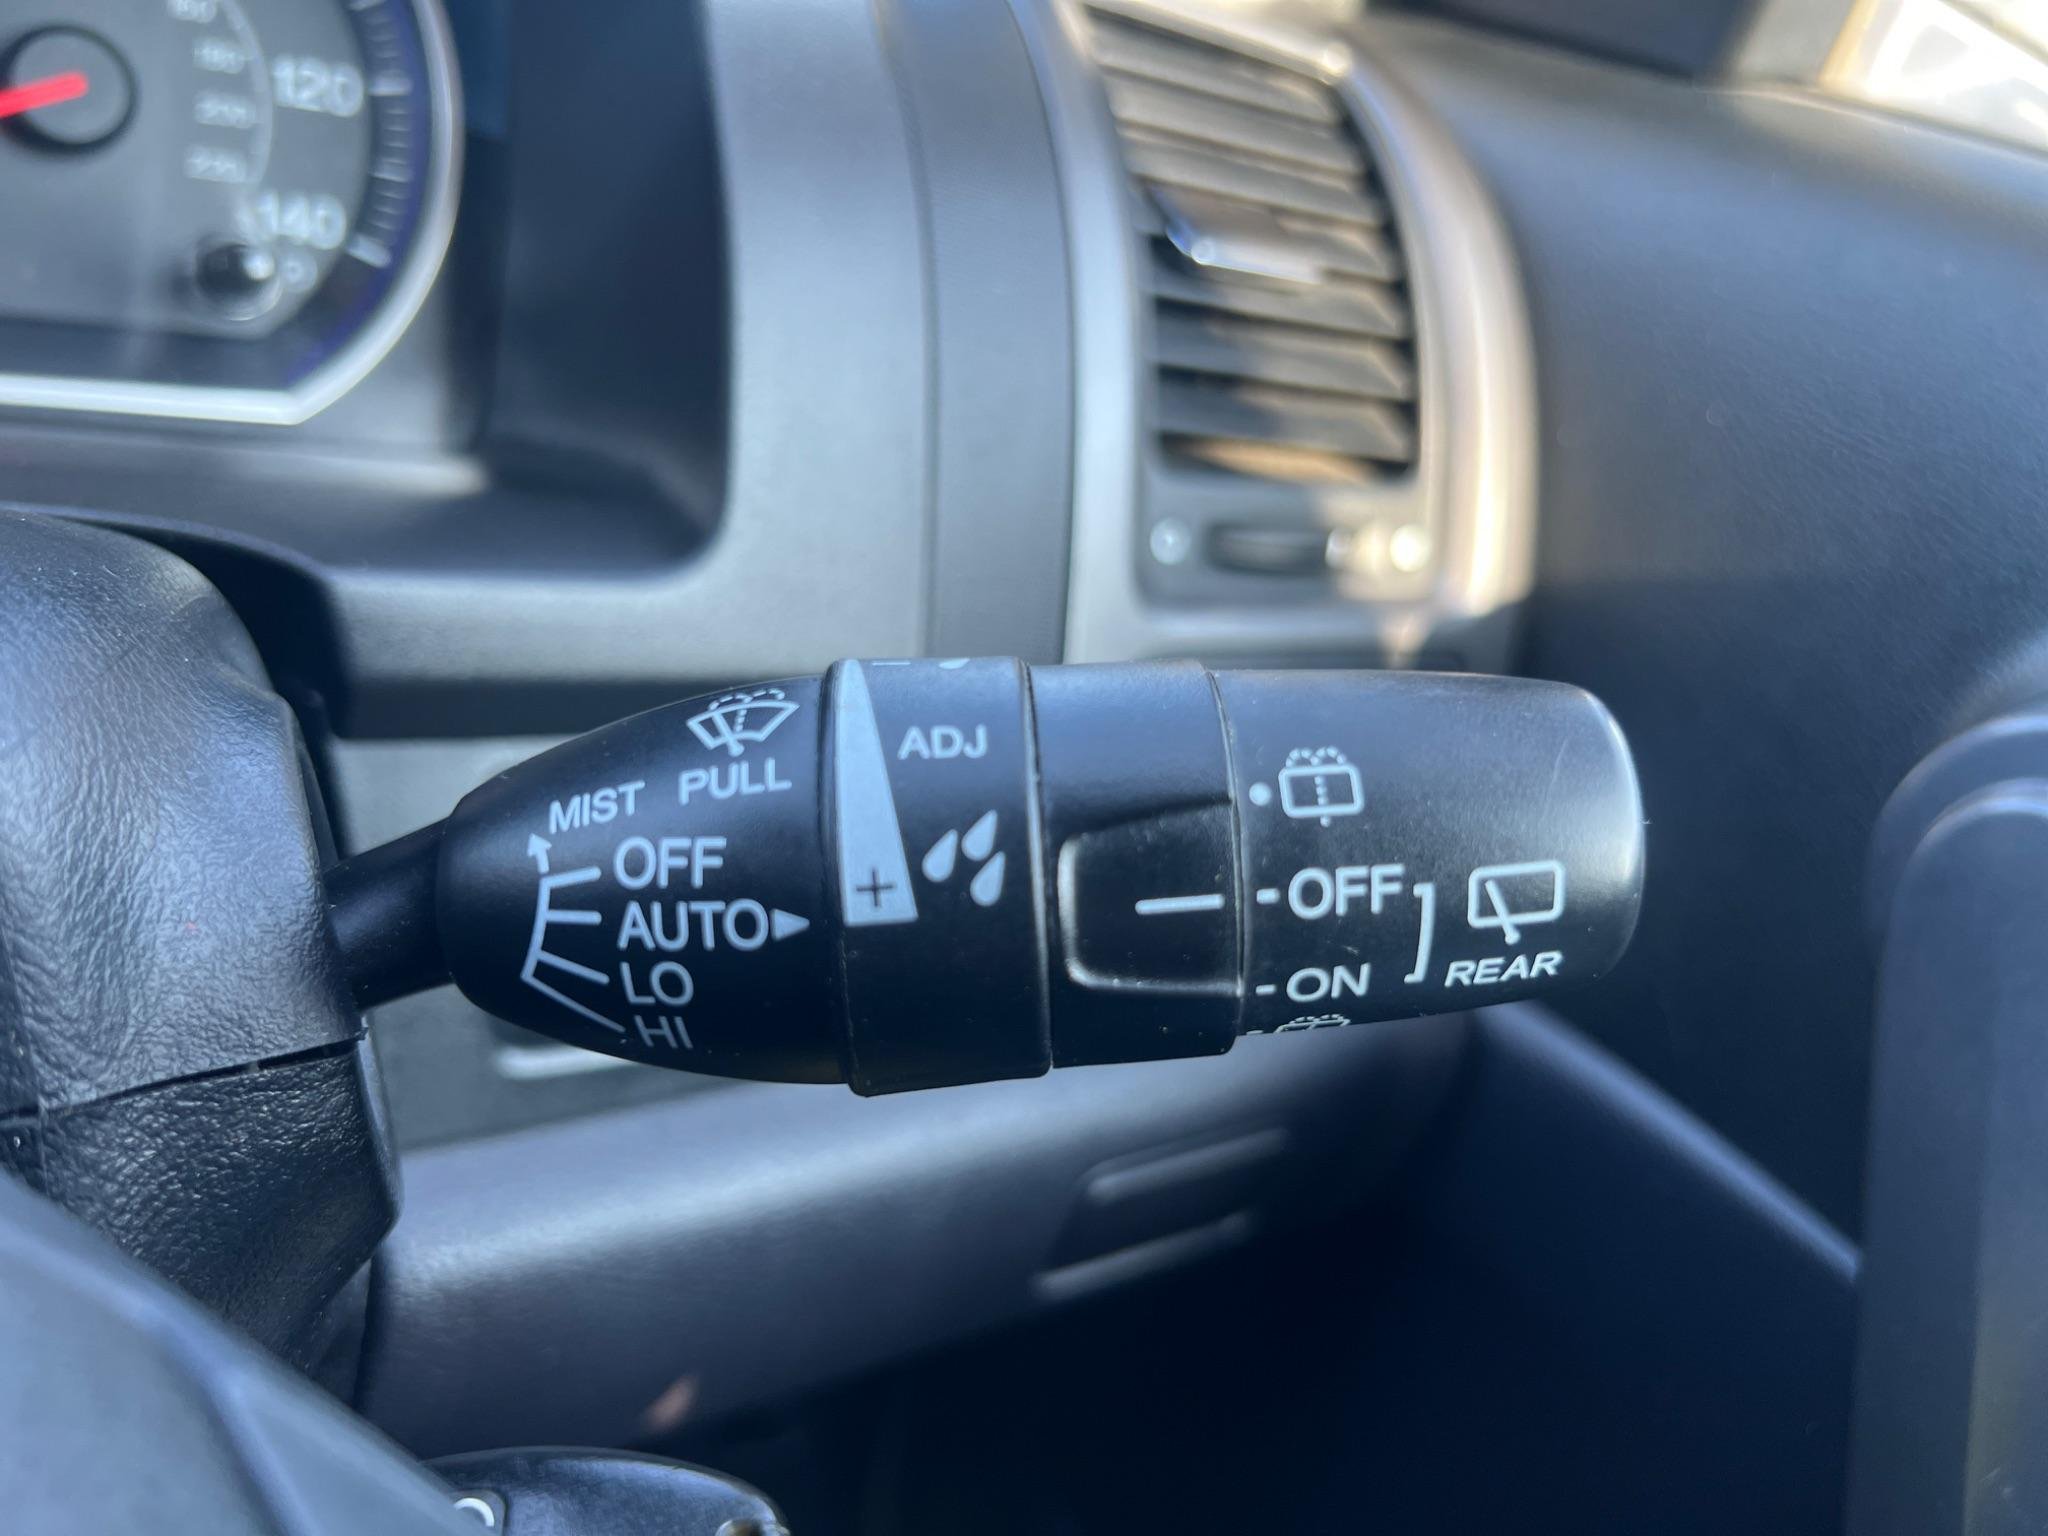 120
140
MIST PULL
OFF
AUTO
LO
HI
ADJ
+
OFF
ON
REAR